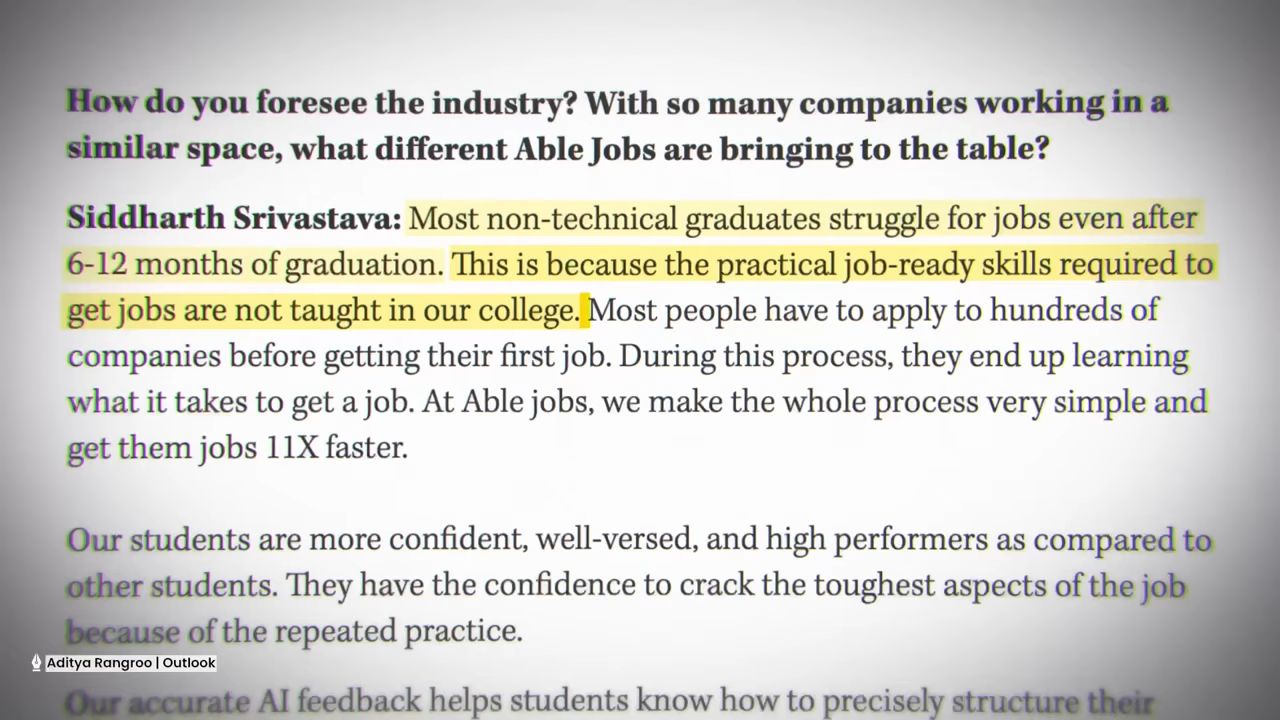 How do you foresee the industry? With so many companies working in a
similar space, what different Able Jobs are bringing to the table?
Siddharth Srivastava: Most non-technical graduates struggle for jobs even after
6-12 months of graduation. This is because the practical job-ready skills required to
get jobs are not taught in our college. Most people have to apply to hundreds of
companies before getting their first job. During this process, they end up learning
what it takes to get a job. At Able jobs, we make the whole process very simple and
get them jobs 11X faster.
Our students are more confident, well-versed, and high performers as compared to
other students. They have the confidence to crack the toughest aspects of the job
because of the repeated practice.
Aditya Rangroo | Outlook
Our accurate AI feedback helps students know how to precisely structure their